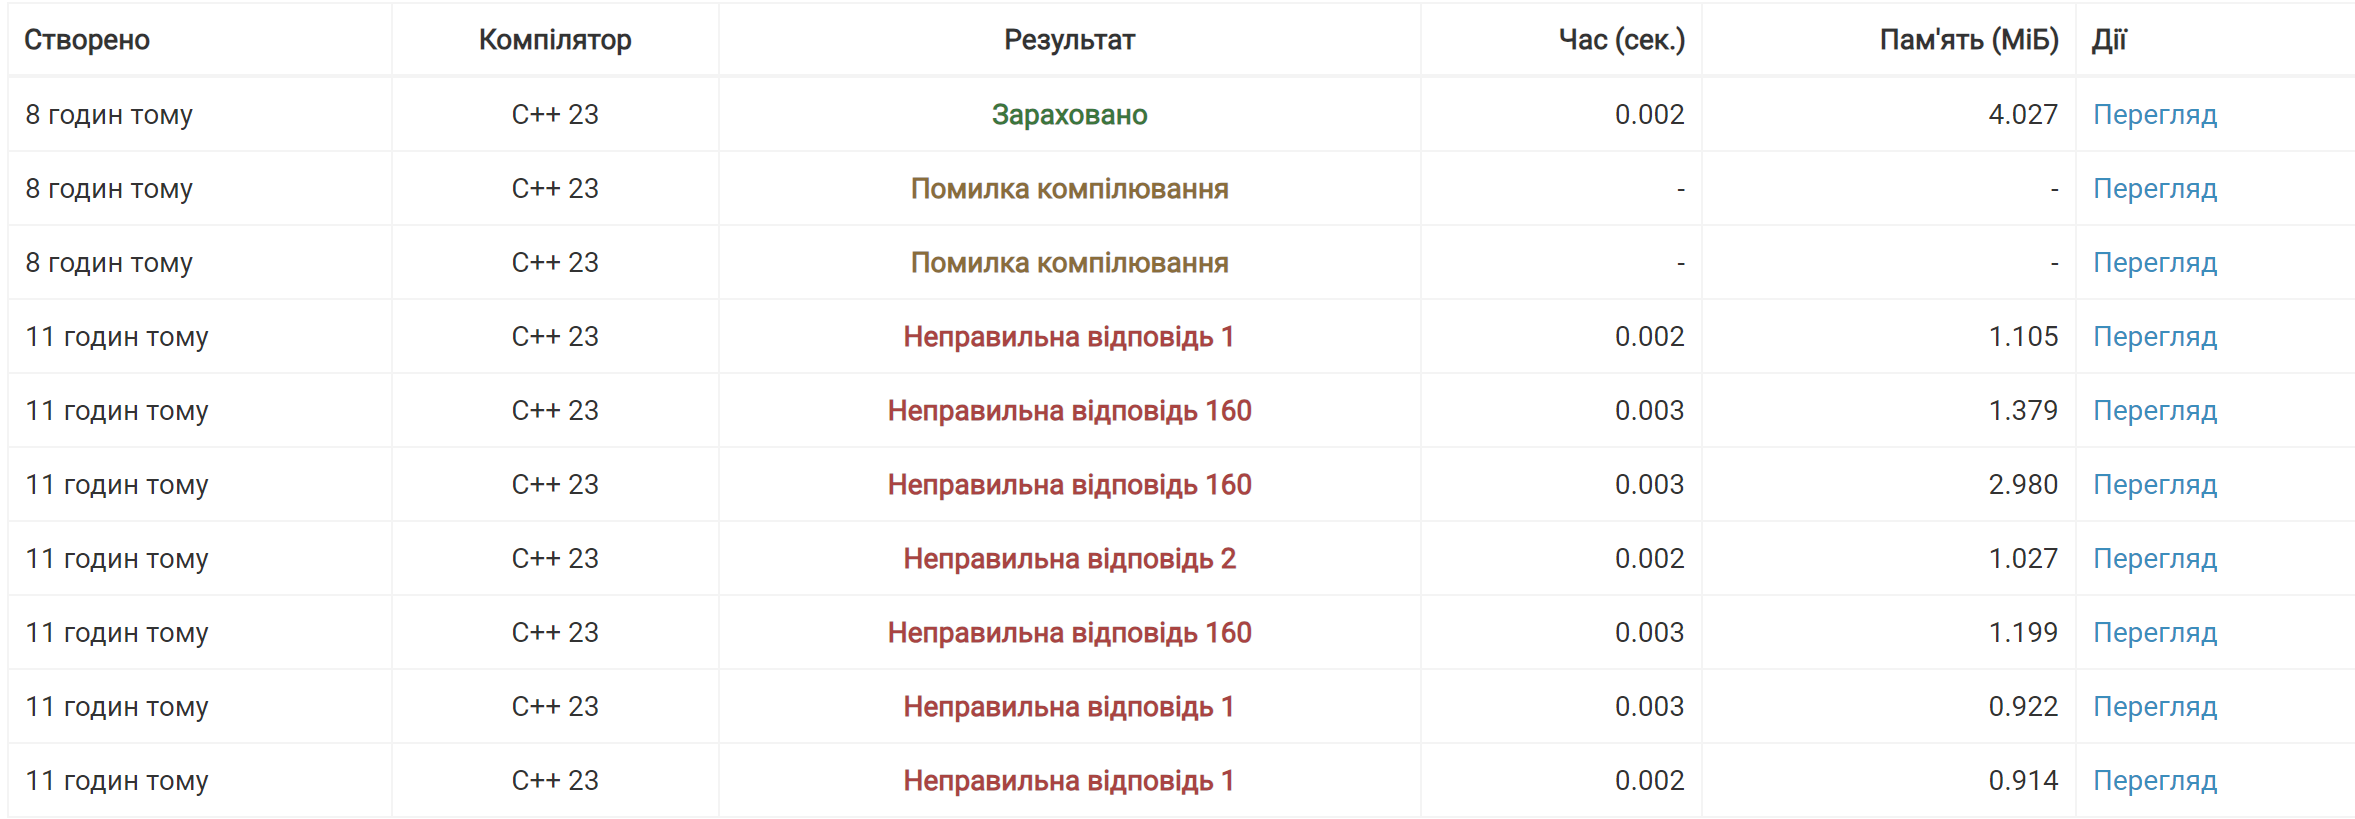 Створено Компілятор Результат Час (сек.) Пам'ять (МіБ) Дії
8 годин тому C++ 23 Зараховано 0.002 4.027 Перегляд
8 годин тому C++ 23 Помилка компілювання - - Перегляд
8 годин тому C++ 23 Помилка компілювання - - Перегляд
11 годин тому C++ 23 Неправильна відповідь 1 0.002 1.105 Перегляд
11 годин тому C++ 23 Неправильна відповідь 160 0.003 1.379 Перегляд
11 годин тому C++ 23 Неправильна відповідь 160 0.003 2.980 Перегляд
11 годин тому C++ 23 Неправильна відповідь 2 0.002 1.027 Перегляд
11 годин тому C++ 23 Неправильна відповідь 160 0.003 1.199 Перегляд
11 годин тому C++ 23 Неправильна відповідь 1 0.003 0.922 Перегляд
11 годин тому C++ 23 Неправильна відповідь 1 0.002 0.914 Перегляд